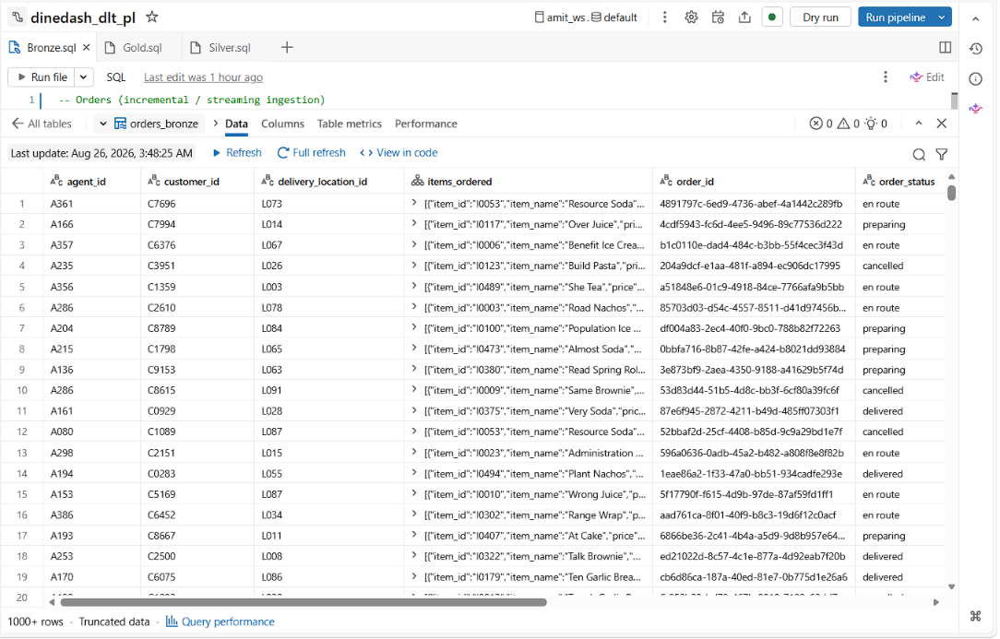 dinedash_dlt_pl amit_ws. default Dry run Run pipeline
Bronze.sql Gold.sql Silver.sql
Run file SQL Last edit was 1 hour ago Edit
1 -- Orders (incremental / streaming ingestion)
All tables orders_bronze Data Columns Table metrics Performance 0 0 0
Last update: Aug 26, 2026, 3:48:25 AM Refresh Full refresh View in code
agent_id customer_id delivery_location_id items_ordered order_id order_status
1 A361 C7696 L073 [{"item_id":"I0053","item_name":"Resource Soda"... 4891797c-6ed9-4736-abef-4a1442c289fb en route
2 A166 C7994 L014 [{"item_id":"I0117","item_name":"Over Juice","pri... 4cdf5943-fc6d-4ee5-9496-89c77536d222 preparing
3 A357 C6376 L067 [{"item_id":"I0006","item_name":"Benefit Ice Crea... b1c0110e-dad4-484c-b3bb-55f4cec3f43d en route
4 A235 C3951 L026 [{"item_id":"I0123","item_name":"Build Pasta","pri... 204a9dcf-e1aa-481f-a894-ec906dc17995 cancelled
5 A356 C1359 L003 [{"item_id":"I0489","item_name":"She Tea","price"... a51848e6-01c9-4918-84ce-7766afa9b5bb en route
6 A286 C2610 L078 [{"item_id":"I0003","item_name":"Road Nachos",... 85703d03-d54c-4557-8511-d41d97456b... en route
7 A204 C8789 L084 [{"item_id":"I0100","item_name":"Population Ice ... df004a83-2ec4-40f0-9bc0-788b82f72263 preparing
8 A215 C1798 L065 [{"item_id":"I0473","item_name":"Almost Soda","... 0bbfa716-8b87-42fe-a424-b8021dd93884 preparing
9 A136 C9153 L063 [{"item_id":"I0380","item_name":"Read Spring Rol... 3e873bf9-2aea-4350-9188-a41629b5f74d preparing
10 A286 C8615 L091 [{"item_id":"I0009","item_name":"Same Brownie",... 53d83d44-51b5-4d8c-bb3f-6cf80a39fc6f cancelled
11 A161 C0929 L028 [{"item_id":"I0375","item_name":"Very Soda","pric... 87e6f945-2872-4211-b49d-485ff07303f1 delivered
12 A080 C1089 L087 [{"item_id":"I0053","item_name":"Resource Soda"... 52bbaf2d-25cf-4408-b85d-9c9a29bd1e7f cancelled
13 A298 C2151 L015 [{"item_id":"I0023","item_name":"Administration ... 596a0636-0adb-45a2-b482-a808f8e8f82b en route
14 A194 C0283 L055 [{"item_id":"I0494","item_name":"Plant Nachos","... 1eae86a2-1f33-47a0-bb51-934cadfe293e delivered
15 A153 C5169 L087 [{"item_id":"I0010","item_name":"Wrong Juice","p... 5f17790f-f615-4d9b-97de-87af59fd1ff1 en route
16 A386 C6452 L034 [{"item_id":"I0302","item_name":"Range Wrap","p... aad761ca-8f01-40f9-b8c3-19d6f12c0acf en route
17 A193 C8667 L011 [{"item_id":"I0407","item_name":"At Cake","price"... 6866be36-2c41-4b4a-a5d9-9d8b957e64... preparing
18 A253 C2500 L008 [{"item_id":"I0322","item_name":"Talk Brownie","... ed21022d-8c57-4c1e-877a-4d92eab7f20b delivered
19 A170 C6075 L086 [{"item_id":"I0179","item_name":"Ten Garlic Brea... cb6d86ca-187a-40ed-81e7-0b775d1e26a6 delivered
20
1000+ rows · Truncated data · Query performance